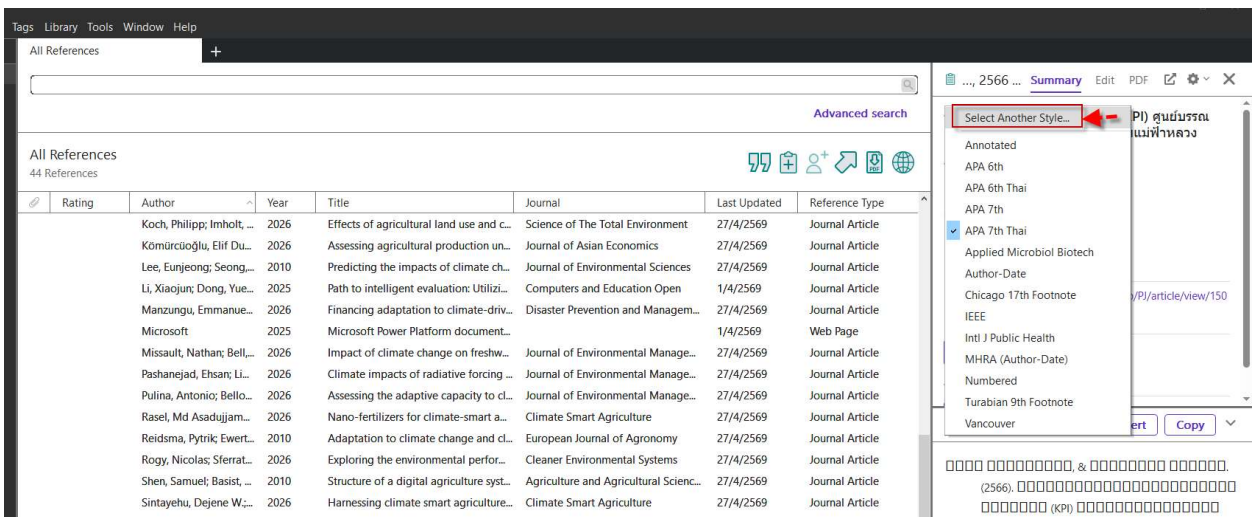 Tags Library Tools Window Help
All References +
Advanced search
All References
44 References
Rating Author Year Title Journal Last Updated Reference Type
Koch, Philipp; Imholt, ... 2026 Effects of agricultural land use and c... Science of The Total Environment 27/4/2569 Journal Article
Kömürcüoğlu, Elif Du... 2026 Assessing agricultural production un... Journal of Asian Economics 27/4/2569 Journal Article
Lee, Eunjeong; Seong,... 2010 Predicting the impacts of climate ch... Journal of Environmental Sciences 27/4/2569 Journal Article
Li, Xiaojun; Dong, Yue... 2025 Path to intelligent evaluation: Utilizi... Computers and Education Open 1/4/2569 Journal Article
Manzungu, Emmanue... 2026 Financing adaptation to climate-driv... Disaster Prevention and Managem... 27/4/2569 Journal Article
Microsoft 2025 Microsoft Power Platform document... 1/4/2569 Web Page
Missault, Nathan; Bell,... 2026 Impact of climate change on freshw... Journal of Environmental Manage... 27/4/2569 Journal Article
Pashanejad, Ehsan; Li... 2026 Climate impacts of radiative forcing ... Journal of Environmental Manage... 27/4/2569 Journal Article
Pulina, Antonio; Bello... 2026 Assessing the adaptive capacity to cl... Journal of Environmental Manage... 27/4/2569 Journal Article
Rasel, Md Asadujjam... 2026 Nano-fertilizers for climate-smart a... Climate Smart Agriculture 27/4/2569 Journal Article
Reidsma, Pytrik; Ewert... 2010 Adaptation to climate change and cl... European Journal of Agronomy 27/4/2569 Journal Article
Rogy, Nicolas; Sferrat... 2026 Exploring the environmental perfor... Cleaner Environmental Systems 27/4/2569 Journal Article
Shen, Samuel; Basist, ... 2010 Structure of a digital agriculture syst... Agriculture and Agricultural Scienc... 27/4/2569 Journal Article
Sintayehu, Dejene W.;... 2026 Harnessing climate smart agriculture... Climate Smart Agriculture 27/4/2569 Journal Article
..., 2566 ... Summary Edit PDF
Select Another Style...
PI) ศูนย์บรรณ
แม่ฟ้าหลวง
Annotated
APA 6th
APA 6th Thai
APA 7th
APA 7th Thai
Applied Microbiol Biotech
Author-Date
Chicago 17th Footnote
/PJ/article/view/150
IEEE
Intl J Public Health
MHRA (Author-Date)
Numbered
Turabian 9th Footnote
Vancouver
ert Copy
, &
(2566).
(KPI)